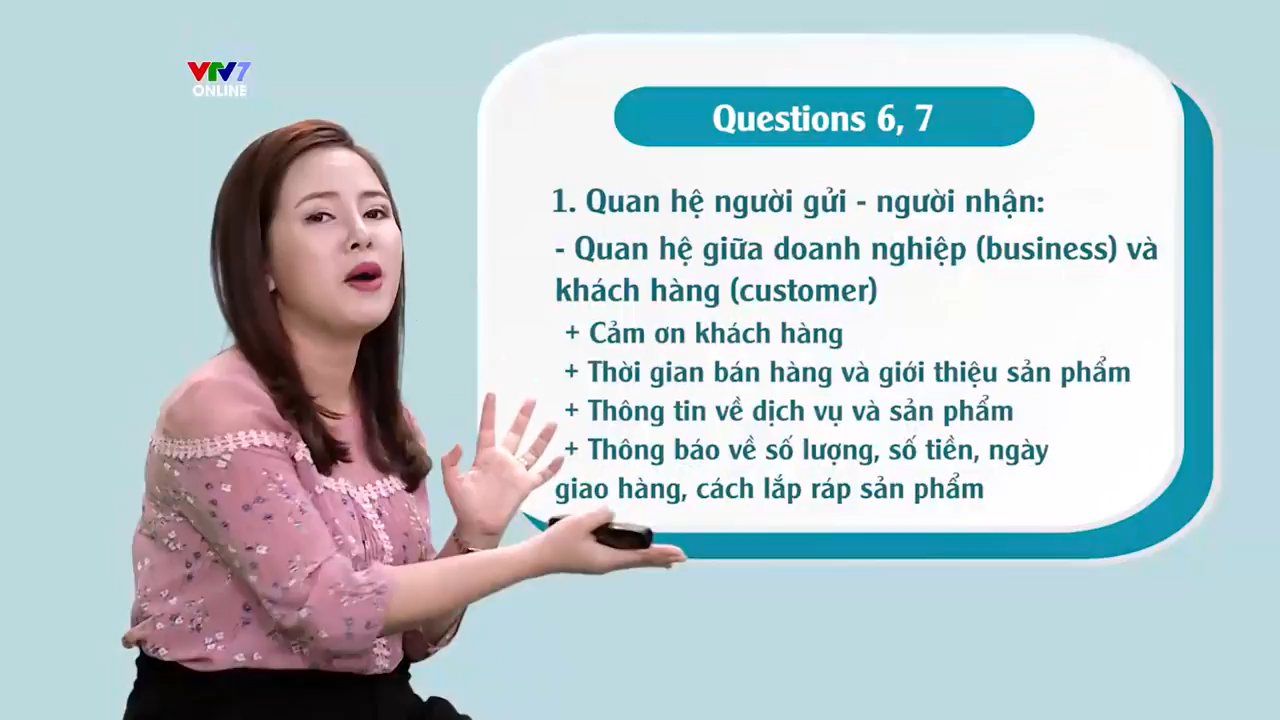 VTV7
ONLINE
Questions 6, 7
1. Quan hệ người gửi - người nhận:
- Quan hệ giữa doanh nghiệp (business) và
khách hàng (customer)
+ Cảm ơn khách hàng
+ Thời gian bán hàng và giới thiệu sản phẩm
+ Thông tin về dịch vụ và sản phẩm
+ Thông báo về số lượng, số tiền, ngày
giao hàng, cách lắp ráp sản phẩm